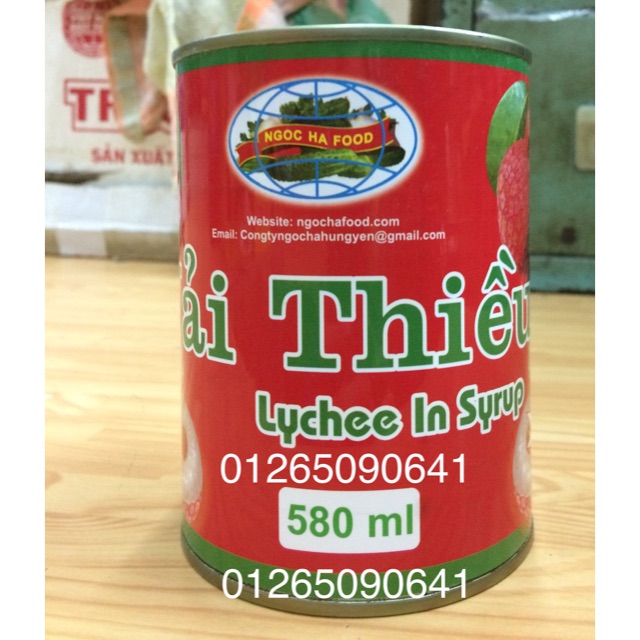 NGOC HA FOOD
Website: ngochafood.com
Email: Congtyngochahungyen@gmail.com
ải Thiều
Lychee In Syrup
01265090641
580 ml
01265090641
SẢN XUẤT